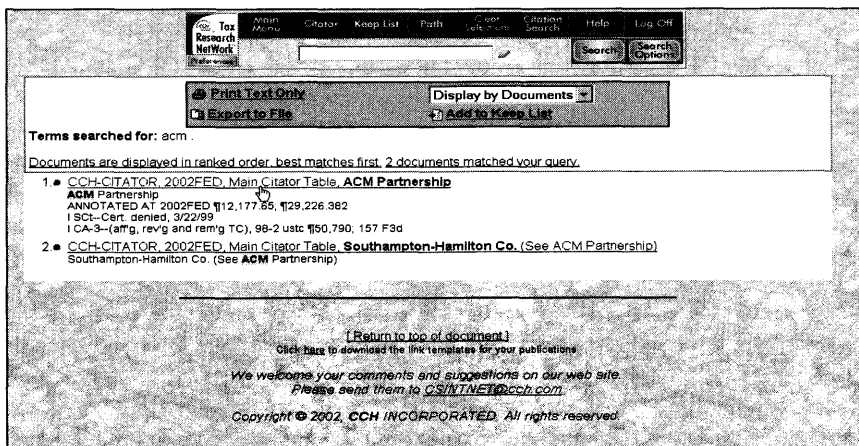 CCH Tax Research NetWork
Preferences
Main Menu Citator Keep List Path Clear Selections Citation Search Help Log Off
Search Search Options
Print Text Only Display by Documents
Export to File Add to Keep List
Terms searched for: acm .
Documents are displayed in ranked order, best matches first. 2 documents matched your query.
1. CCH-CITATOR, 2002FED, Main Citator Table, ACM Partnership
ACM Partnership
ANNOTATED AT 2002FED ¶12,177.65; ¶29,226.382
I SCt--Cert. denied, 3/22/99
I CA-3--(aff'g, rev'g and rem'g TC), 98-2 ustc ¶50,790; 157 F3d
2. CCH-CITATOR, 2002FED, Main Citator Table, Southampton-Hamilton Co. (See ACM Partnership)
Southampton-Hamilton Co. (See ACM Partnership)
[ Return to top of document ]
Click here to download the link templates for your publications
We welcome your comments and suggestions on our web site.
Please send them to CSINTNET@cch.com.
Copyright © 2002, CCH INCORPORATED. All rights reserved.